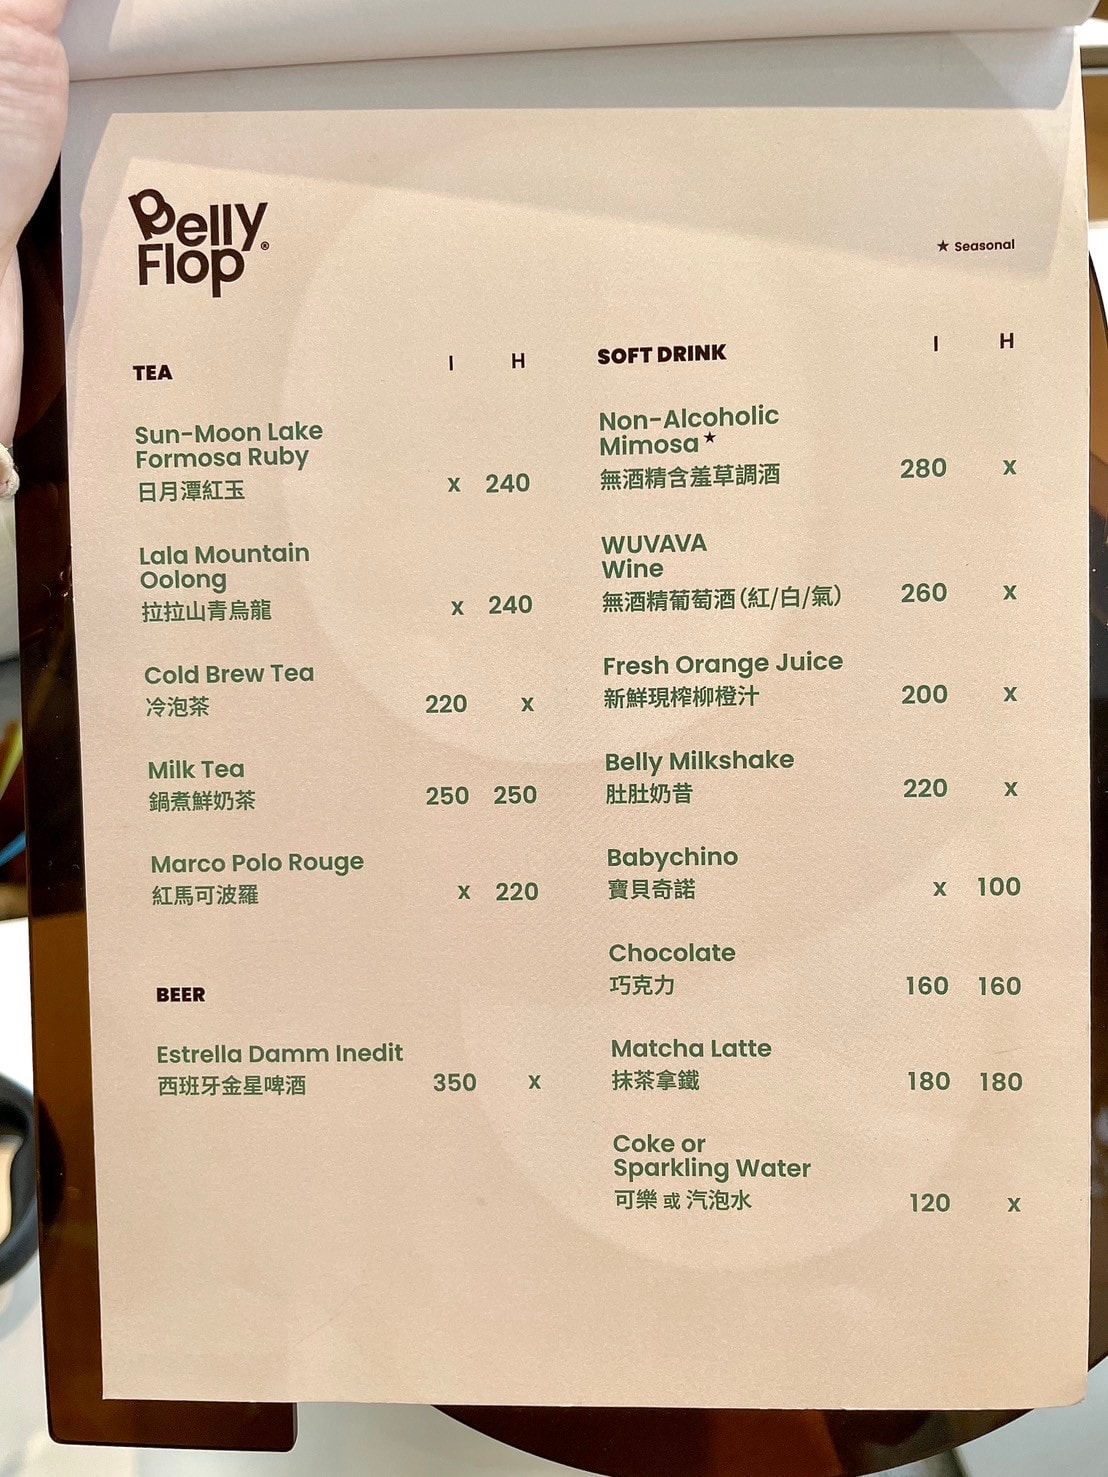 Belly
Flop®
★ Seasonal
TEA I H
Sun-Moon Lake
Formosa Ruby
日月潭紅玉 x 240
Lala Mountain
Oolong
拉拉山青烏龍 x 240
Cold Brew Tea
冷泡茶 220 x
Milk Tea
鍋煮鮮奶茶 250 250
Marco Polo Rouge
紅馬可波羅 x 220
BEER
Estrella Damm Inedit
西班牙金星啤酒 350 x
SOFT DRINK I H
Non-Alcoholic
Mimosa★
無酒精含羞草調酒 280 x
WUVAVA
Wine
無酒精葡萄酒(紅/白/氣) 260 x
Fresh Orange Juice
新鮮現榨柳橙汁 200 x
Belly Milkshake
肚肚奶昔 220 x
Babychino
寶貝奇諾 x 100
Chocolate
巧克力 160 160
Matcha Latte
抹茶拿鐵 180 180
Coke or
Sparkling Water
可樂 或 汽泡水 120 x